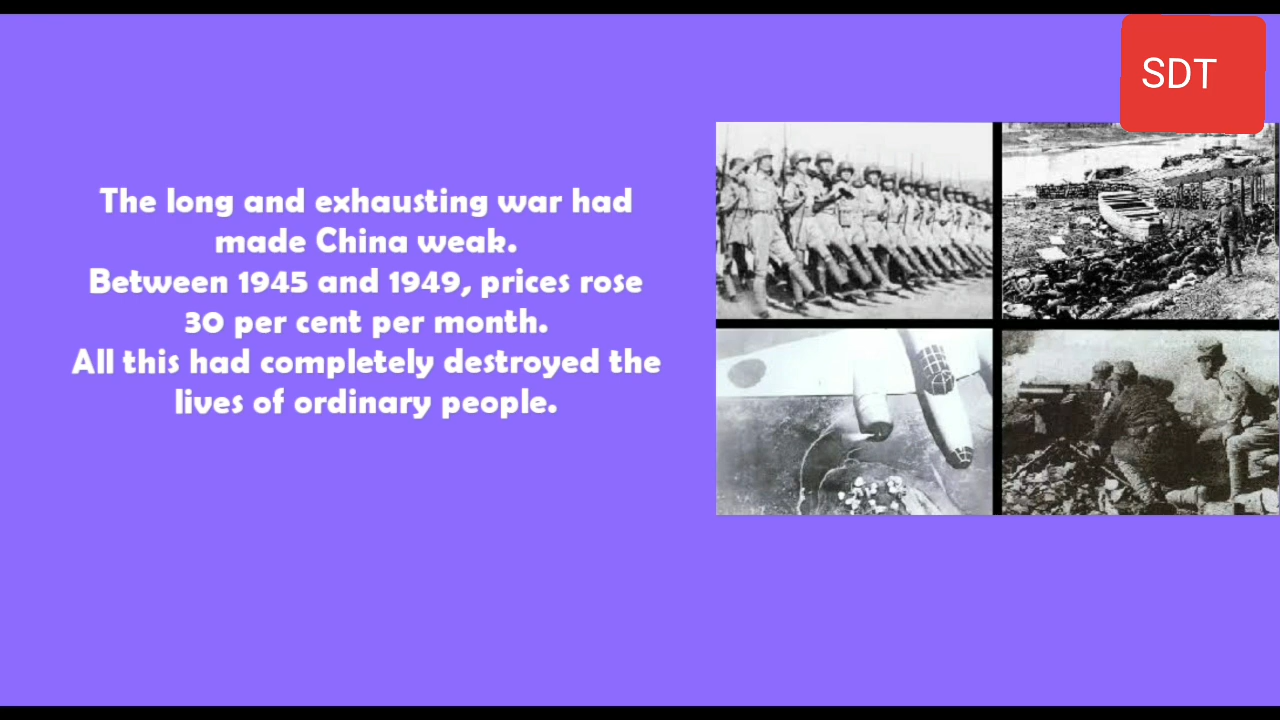 SDT
The long and exhausting war had
made China weak.
Between 1945 and 1949, prices rose
30 per cent per month.
All this had completely destroyed the
lives of ordinary people.